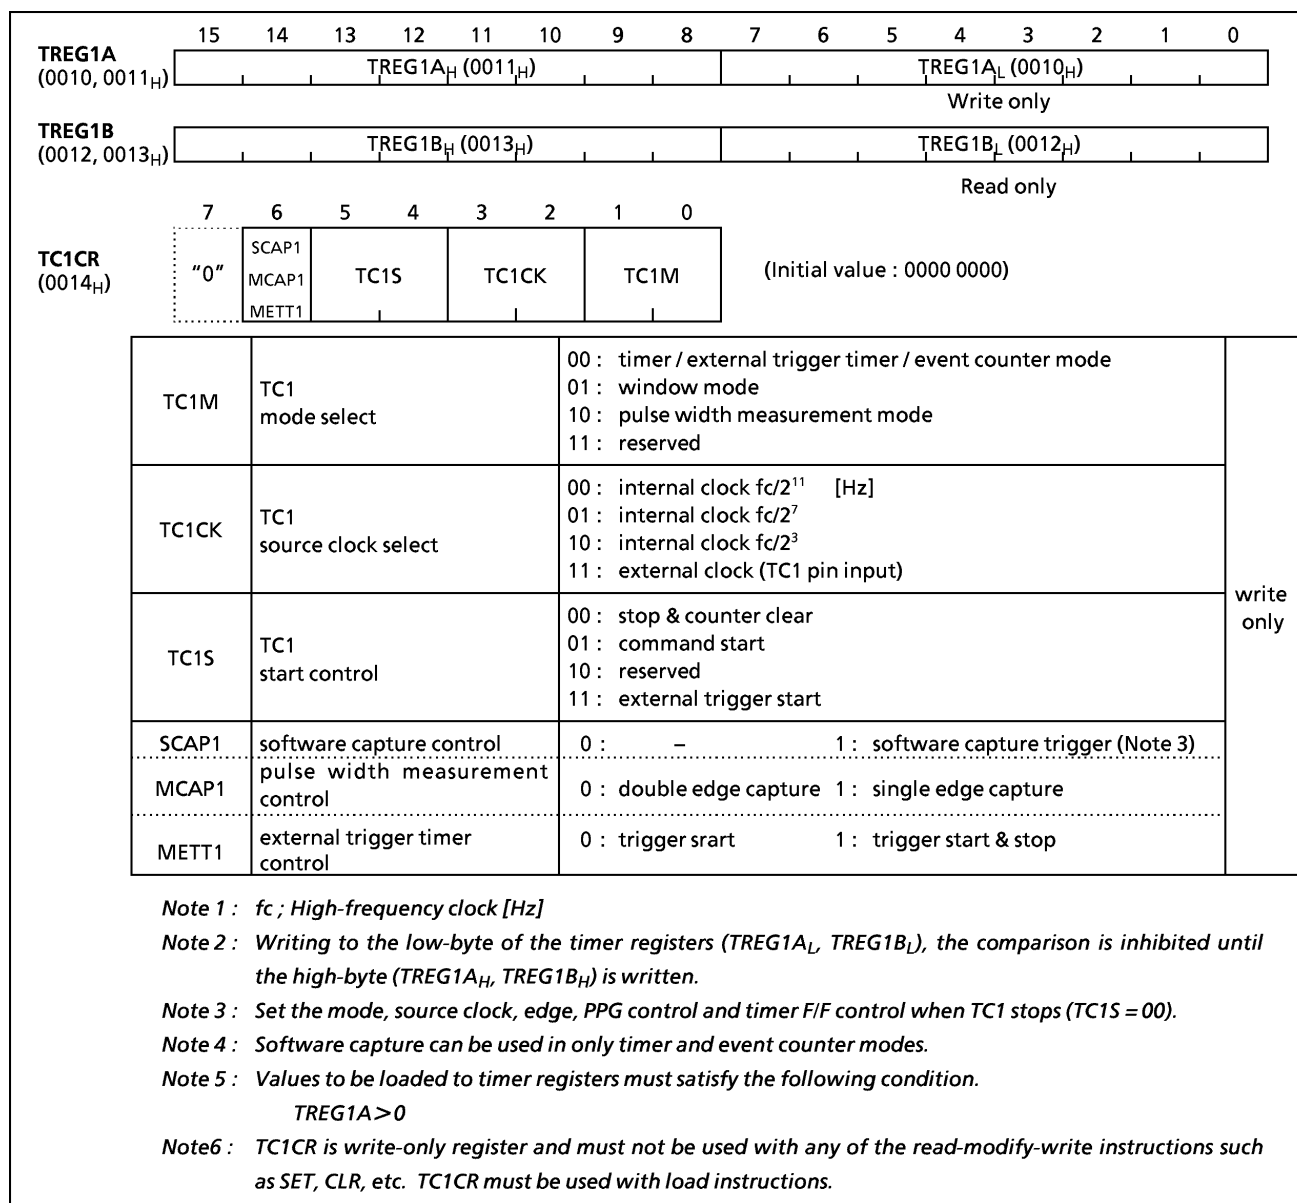 15 14 13 12 11 10 9 8 7 6 5 4 3 2 1 0
TREG1A
(0010, 0011H)
TREG1AH (0011H) TREG1AL (0010H)
Write only
TREG1B
(0012, 0013H)
TREG1BH (0013H) TREG1BL (0012H)
Read only
7 6 5 4 3 2 1 0
TC1CR
(0014H)
"0"
SCAP1
MCAP1
METT1
TC1S TC1CK TC1M
(Initial value : 0000 0000)
TC1M
TC1
mode select
00 : timer / external trigger timer / event counter mode
01 : window mode
10 : pulse width measurement mode
11 : reserved
TC1CK
TC1
source clock select
00 : internal clock fc/2¹¹ [Hz]
01 : internal clock fc/2⁷
10 : internal clock fc/2³
11 : external clock (TC1 pin input)
TC1S
TC1
start control
00 : stop & counter clear
01 : command start
10 : reserved
11 : external trigger start
write
only
SCAP1 software capture control 0 : – 1 : software capture trigger (Note 3)
MCAP1
pulse width measurement
control
0 : double edge capture 1 : single edge capture
METT1
external trigger timer
control
0 : trigger srart 1 : trigger start & stop
Note 1 : fc ; High-frequency clock [Hz]
Note 2 : Writing to the low-byte of the timer registers (TREG1AL, TREG1BL), the comparison is inhibited until
the high-byte (TREG1AH, TREG1BH) is written.
Note 3 : Set the mode, source clock, edge, PPG control and timer F/F control when TC1 stops (TC1S = 00).
Note 4 : Software capture can be used in only timer and event counter modes.
Note 5 : Values to be loaded to timer registers must satisfy the following condition.
TREG1A>0
Note6 : TC1CR is write-only register and must not be used with any of the read-modify-write instructions such
as SET, CLR, etc. TC1CR must be used with load instructions.